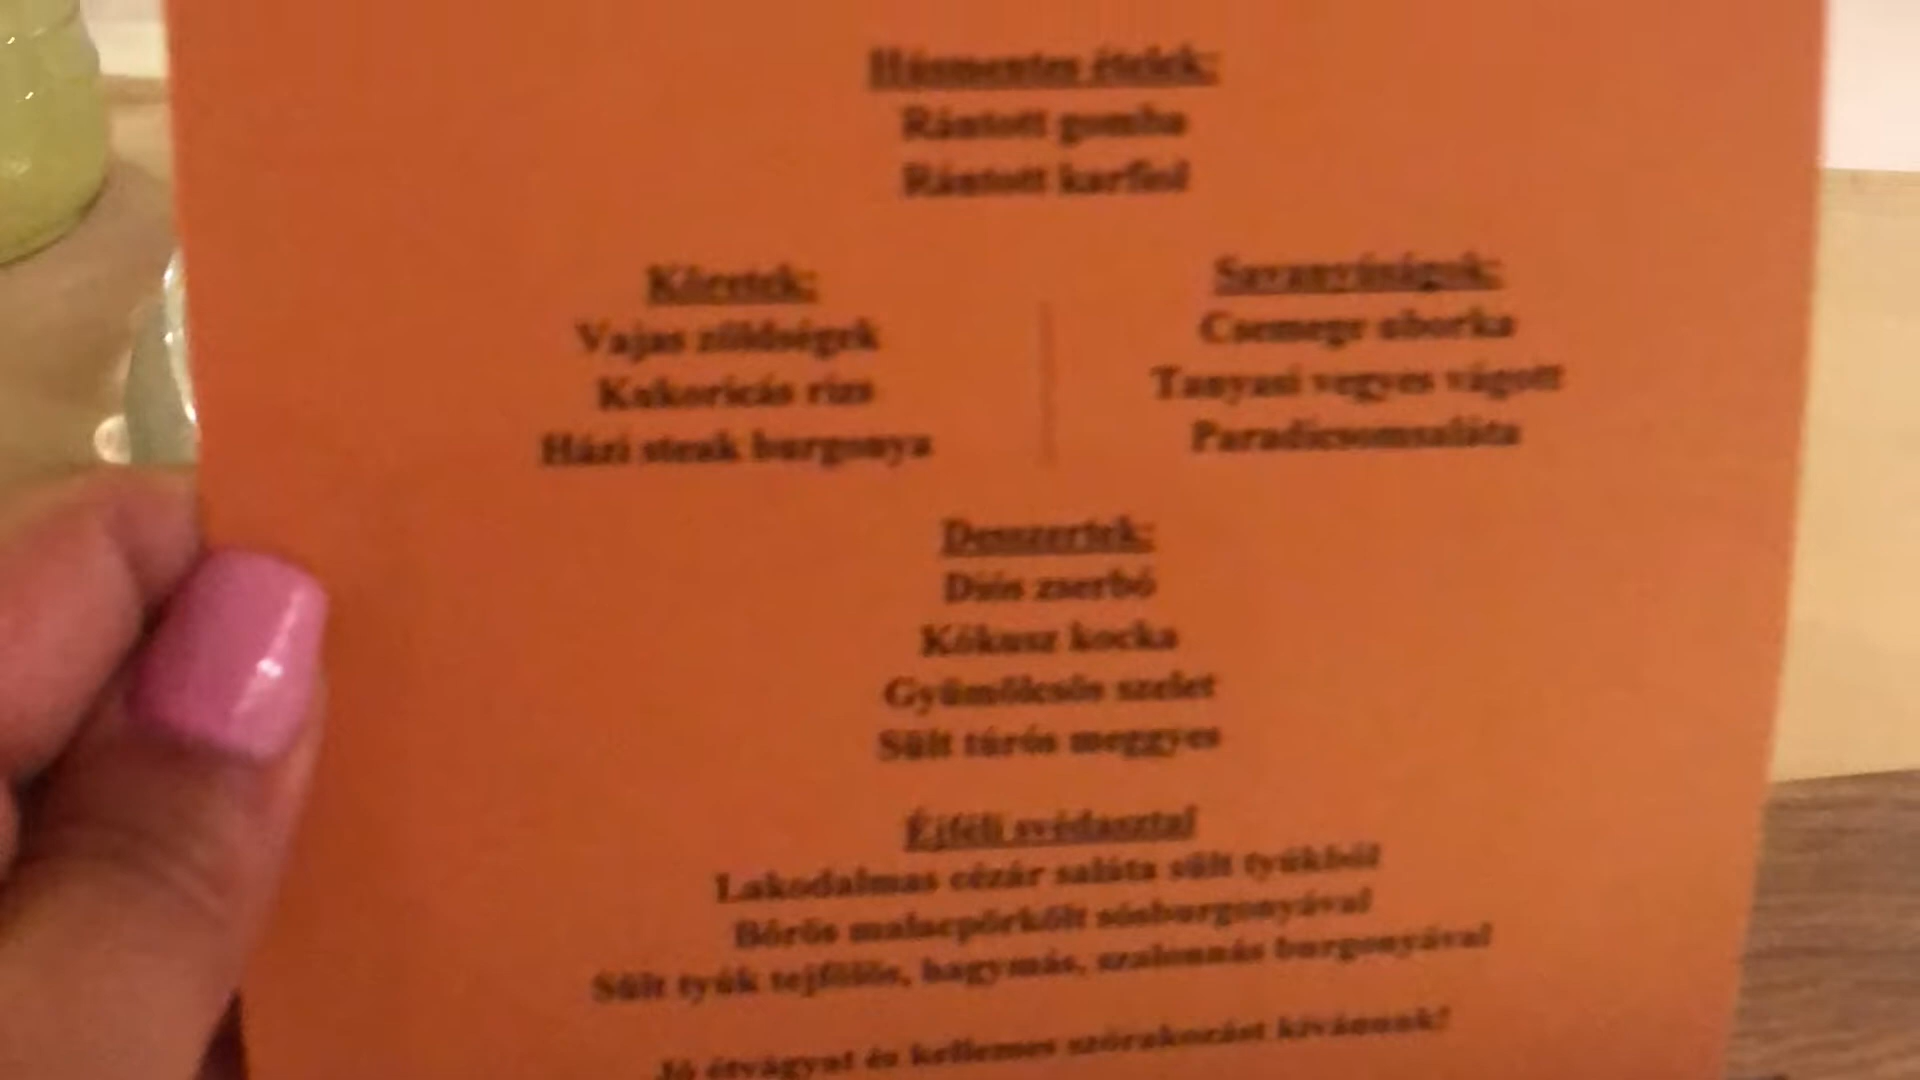 Húsmentes ételek:
Rántott gomba
Rántott karfiol
Köretek:
Vajas zöldségek
Kukoricás rizs
Házi steak burgonya
Savanyúságok:
Csemege uborka
Tanyasi vegyes vágott
Paradicsomsaláta
Desszertek:
Diós zserbó
Kókusz kocka
Gyümölcsös szelet
Sült túrós meggyes
Éjféli svédasztal
Lakodalmas cézár saláta sült tyúkból
Bőrös malacpörkölt sósburgonyával
Sült tyúk tejfölös, hagymás, szalonnás burgonyával
Jó étvágyat és kellemes szórakozást kívánunk!